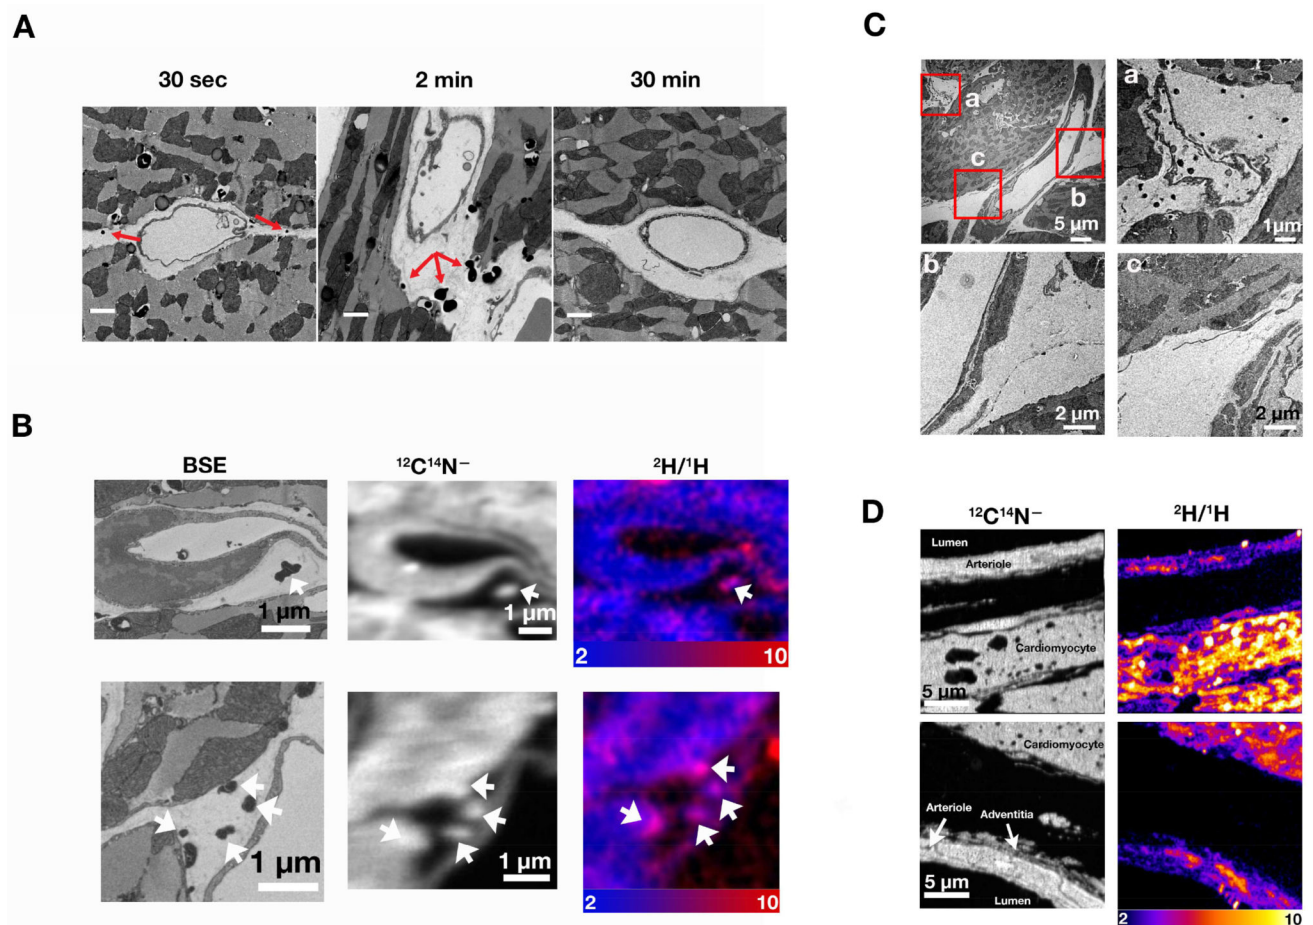 A
30 sec
2 min
30 min
B
BSE
¹²C¹⁴N⁻
²H/¹H
1 µm
1 µm
2
10
1 µm
1 µm
2
10
C
a
c
b
5 µm
a
1µm
b
2 µm
c
2 µm
D
¹²C¹⁴N⁻
²H/¹H
Lumen
Arteriole
Cardiomyocyte
5 µm
Cardiomyocyte
Arteriole
Adventitia
5 µm
Lumen
2
10